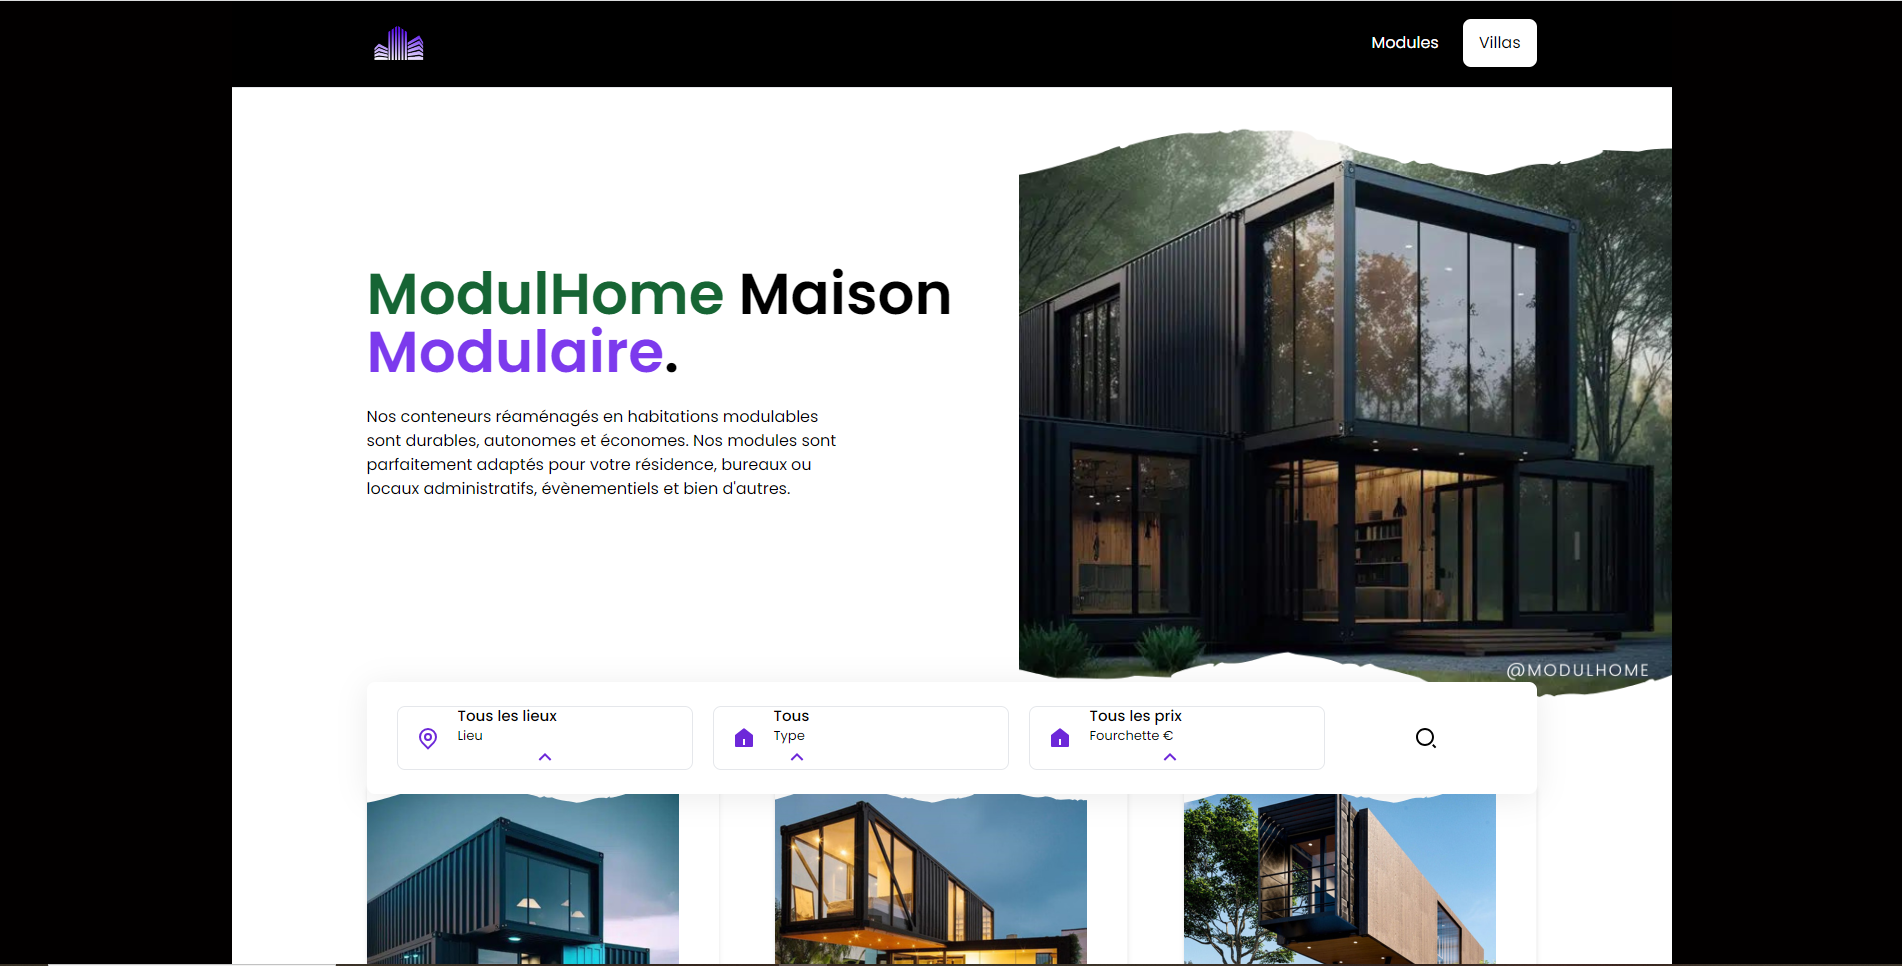 Modules
Villas
ModulHome Maison
Modulaire.
Nos conteneurs réaménagés en habitations modulables
sont durables, autonomes et économes. Nos modules sont
parfaitement adaptés pour votre résidence, bureaux ou
locaux administratifs, évènementiels et bien d'autres.
@MODULHOME
Tous les lieux
Lieu
Tous
Type
Tous les prix
Fourchette €